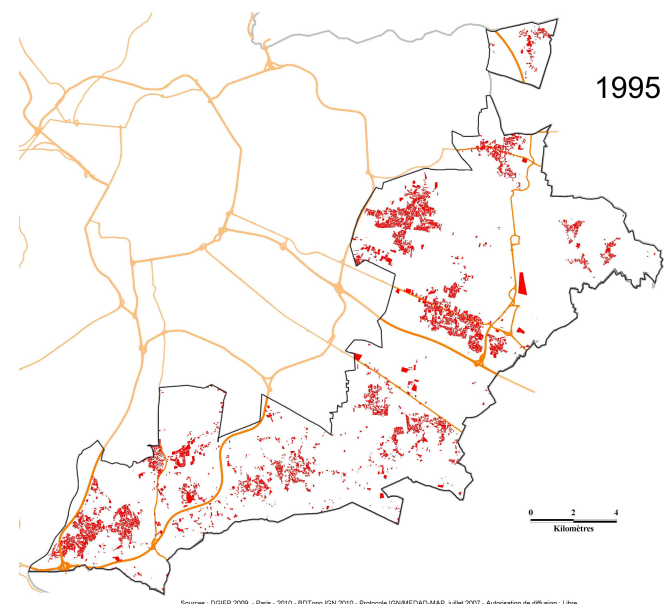 1995
0 2 4
Kilomètres
Sources : DGIFP 2009 - Paris - 2010 - BDTopo IGN 2010 - Protocole IGN/MEDAD-MAP, juillet 2007 - Autorisation de diffusion : Libre